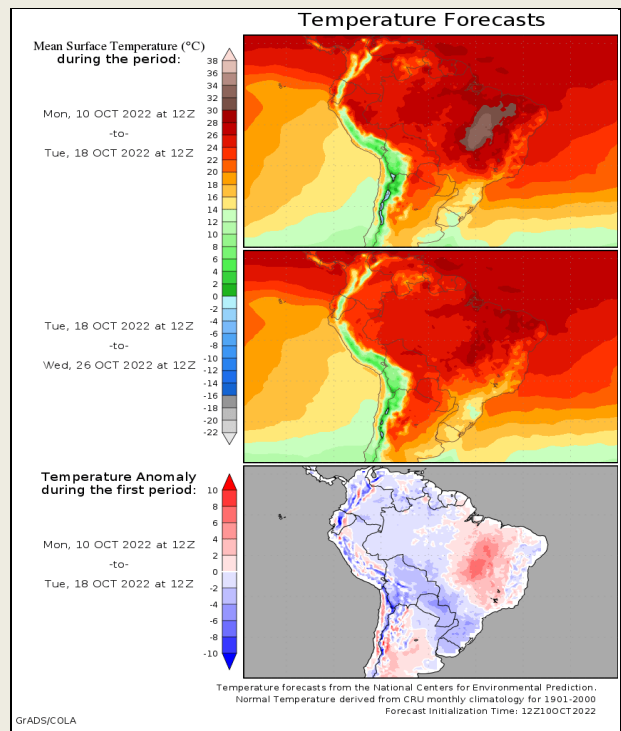 Temperature Forecasts
Mean Surface Temperature (°C)
during the period:
Mon, 10 OCT 2022 at 12Z
-to-
Tue, 18 OCT 2022 at 12Z
38
36
34
32
30
28
26
24
22
20
18
16
14
12
10
8
6
4
2
0
-2
-4
-6
-8
-10
-12
-14
-16
-18
-20
-22
Tue, 18 OCT 2022 at 12Z
-to-
Wed, 26 OCT 2022 at 12Z
Temperature Anomaly
during the first period:
Mon, 10 OCT 2022 at 12Z
-to-
Tue, 18 OCT 2022 at 12Z
10
8
6
4
2
0
-2
-4
-6
-8
-10
Temperature forecasts from the National Centers for Environmental Prediction.
Normal Temperature derived from CRU monthly climatology for 1901-2000
Forecast Initialization Time: 12Z10OCT2022
GrADS/COLA